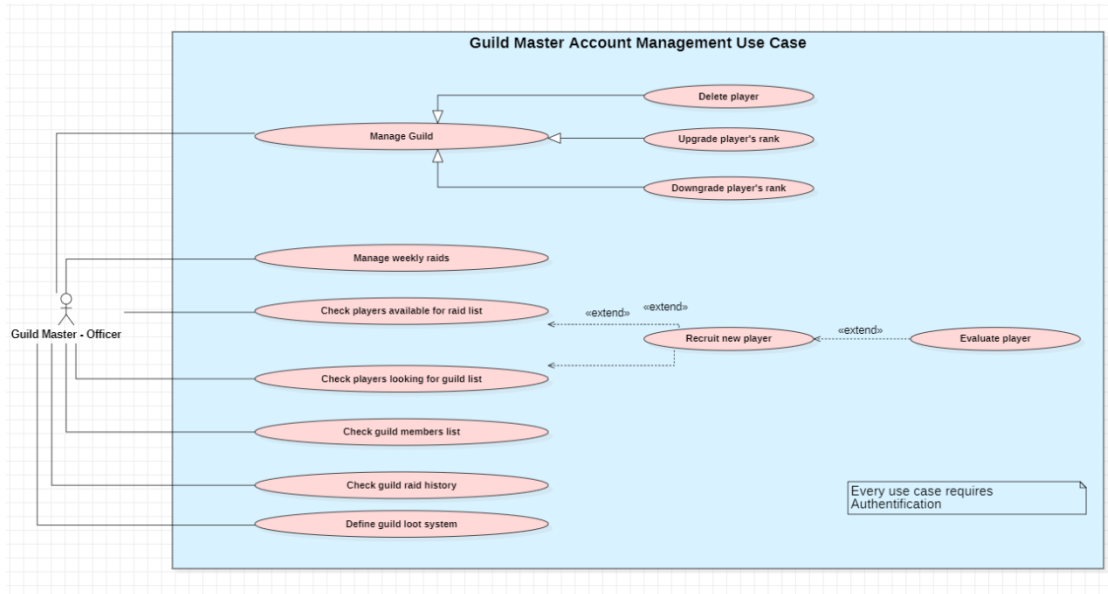 Guild Master Account Management Use Case
Delete player
Manage Guild
Upgrade player's rank
Downgrade player's rank
Manage weekly raids
Check players available for raid list
«extend»
«extend»
Guild Master - Officer
Recruit new player
«extend»
Evaluate player
Check players looking for guild list
Check guild members list
Check guild raid history
Every use case requires
Authentification
Define guild loot system